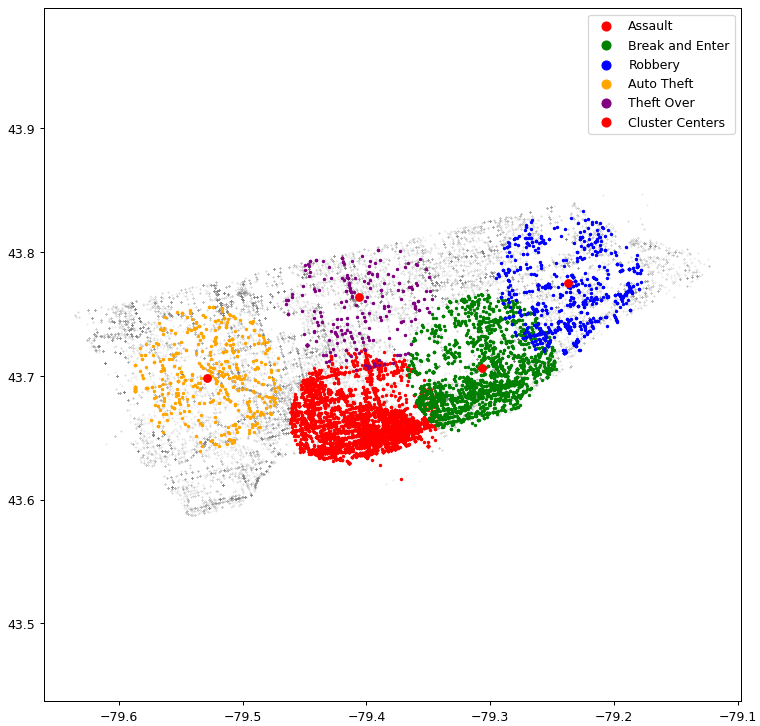 Assault
Break and Enter
Robbery
Auto Theft
Theft Over
Cluster Centers
43.9
43.8
43.7
43.6
43.5
−79.6
−79.5
−79.4
−79.3
−79.2
−79.1